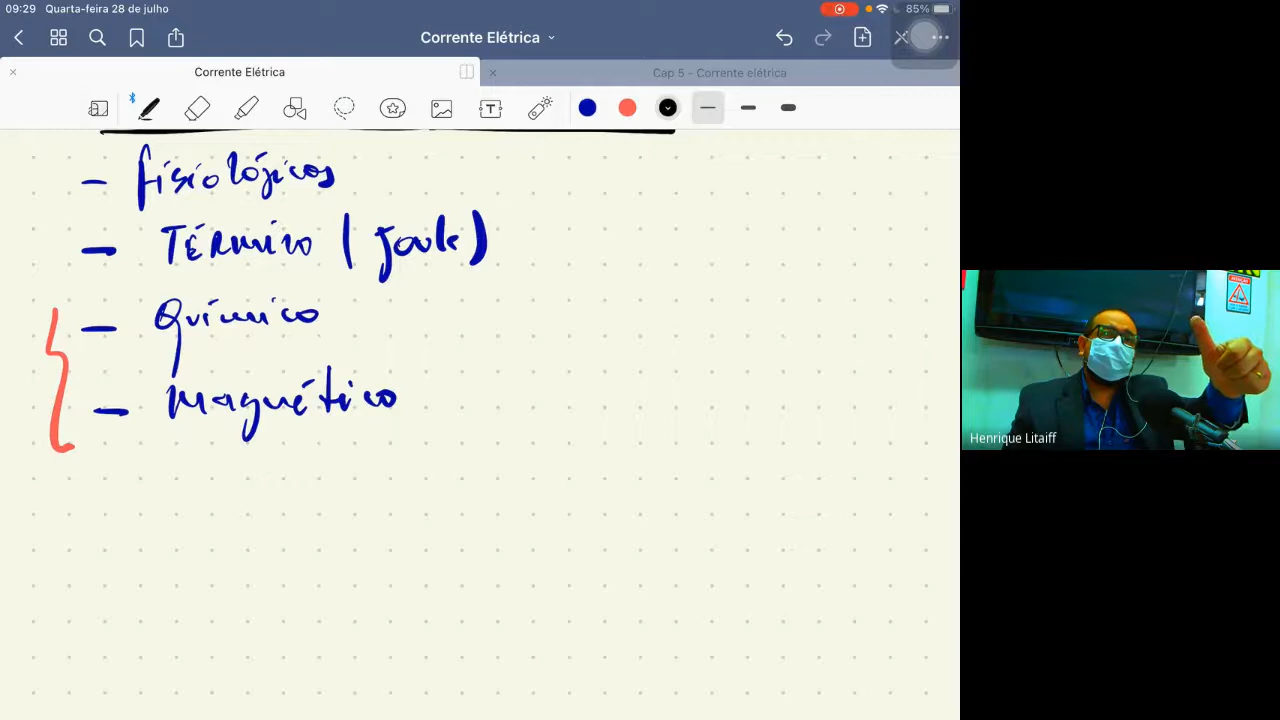 09:29 Quarta-feira 28 de julho 85%
Corrente Elétrica
Corrente Elétrica Cap 5 - Corrente elétrica
- fisiológicos
- TÉRMICO (Joule)
- Químico
- Magnético
Henrique Litaiff